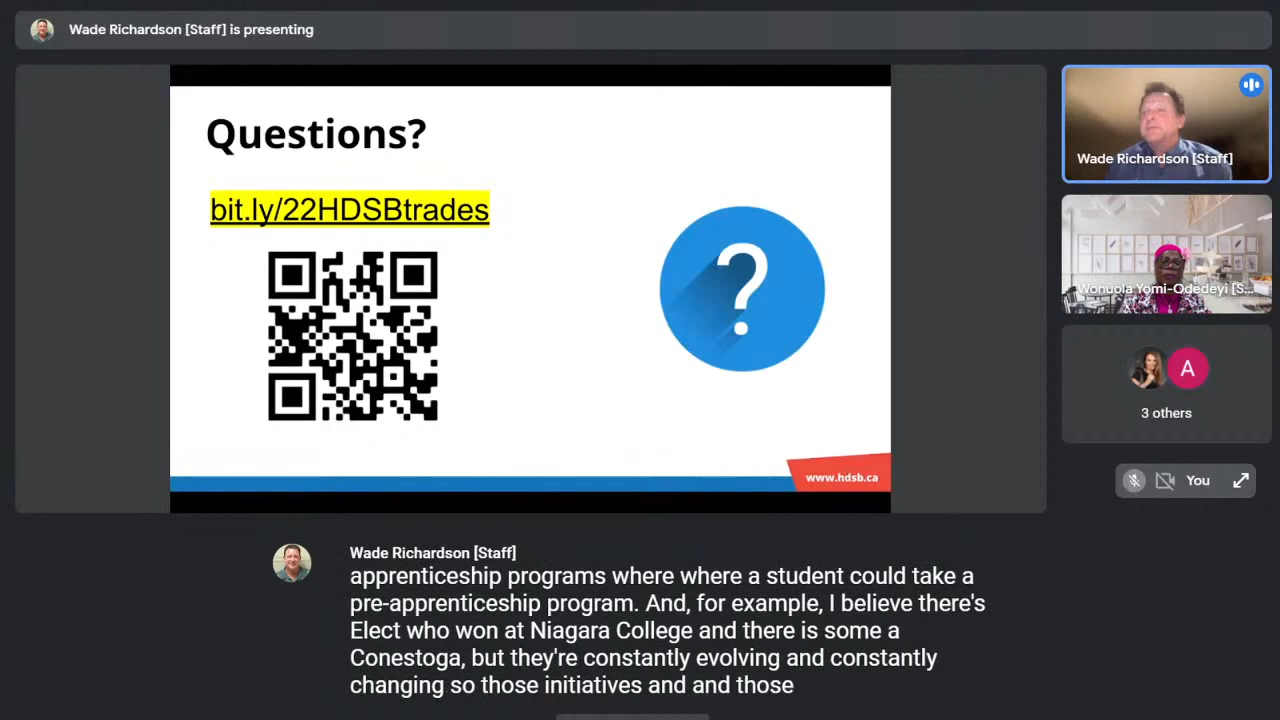 Wade Richardson [Staff] is presenting
Questions?
bit.ly/22HDSBtrades
www.hdsb.ca
Wade Richardson [Staff]
Wonuola Yomi-Odedeyi [S...
A
3 others
You
Wade Richardson [Staff]
apprenticeship programs where where a student could take a
pre-apprenticeship program. And, for example, I believe there's
Elect who won at Niagara College and there is some a
Conestoga, but they're constantly evolving and constantly
changing so those initiatives and and those